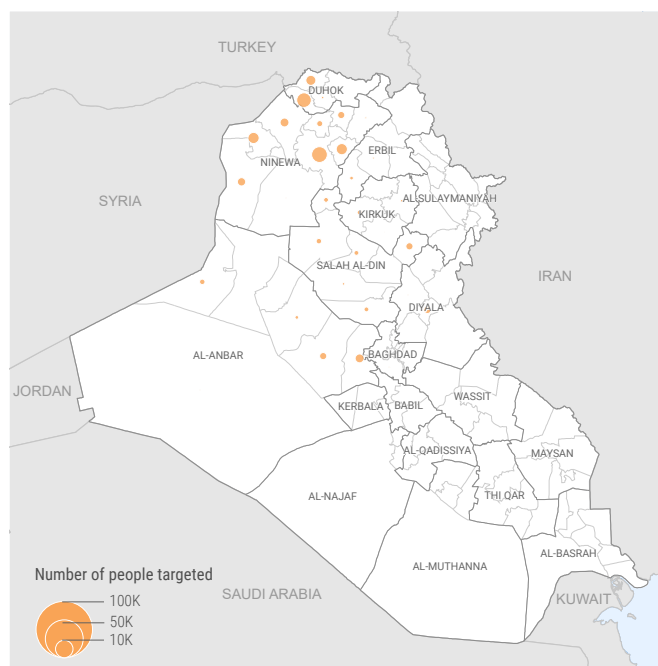 TURKEY
DUHOK
NINEWA
ERBIL
AL-SULAYMANIYAH
SYRIA
KIRKUK
SALAH AL-DIN
IRAN
DIYALA
AL-ANBAR
BAGHDAD
JORDAN
KERBALA
BABIL
WASSIT
AL-QADISSIYA
MAYSAN
AL-NAJAF
THI QAR
AL-BASRAH
AL-MUTHANNA
SAUDI ARABIA
KUWAIT
Number of people targeted
100K
50K
10K